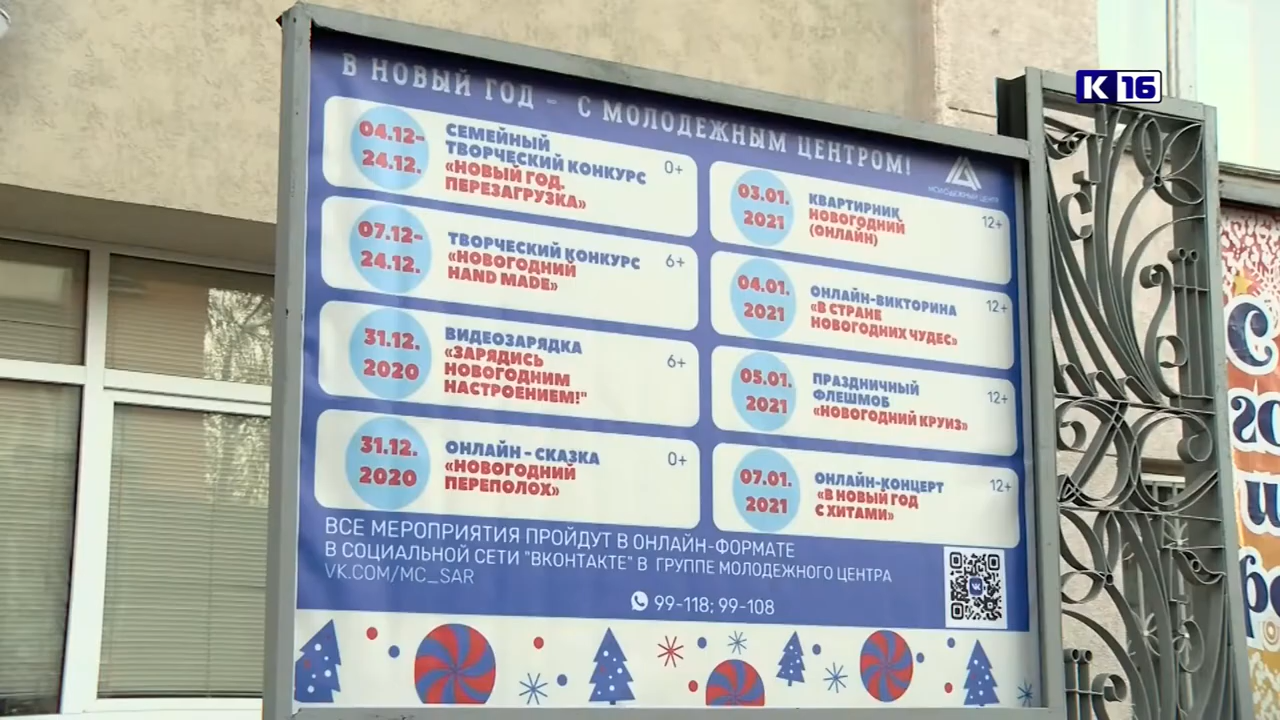 К 16
В НОВЫЙ ГОД - С МОЛОДЕЖНЫМ ЦЕНТРОМ!
МОЛОДЕЖНЫЙ ЦЕНТР
04.12-
24.12.
СЕМЕЙНЫЙ
ТВОРЧЕСКИЙ КОНКУРС
«НОВЫЙ ГОД.
ПЕРЕЗАГРУЗКА»
0+
07.12-
24.12.
ТВОРЧЕСКИЙ КОНКУРС
«НОВОГОДНИЙ
HAND MADE»
6+
31.12.
2020
ВИДЕОЗАРЯДКА
«ЗАРЯДИСЬ
НОВОГОДНИМ
НАСТРОЕНИЕМ!"
6+
31.12.
2020
ОНЛАЙН - СКАЗКА
«НОВОГОДНИЙ
ПЕРЕПОЛОХ»
0+
03.01.
2021
КВАРТИРНИК
НОВОГОДНИЙ
(ОНЛАЙН)
12+
04.01.
2021
ОНЛАЙН-ВИКТОРИНА
«В СТРАНЕ
НОВОГОДНИХ ЧУДЕС»
12+
05.01.
2021
ПРАЗДНИЧНЫЙ
ФЛЕШМОБ
«НОВОГОДНИЙ КРУИЗ»
12+
07.01.
2021
ОНЛАЙН-КОНЦЕРТ
«В НОВЫЙ ГОД
С ХИТАМИ»
12+
ВСЕ МЕРОПРИЯТИЯ ПРОЙДУТ В ОНЛАЙН-ФОРМАТЕ
В СОЦИАЛЬНОЙ СЕТИ "ВКОНТАКТЕ" В ГРУППЕ МОЛОДЕЖНОГО ЦЕНТРА
VK.COM/MC_SAR
99-118; 99-108
С